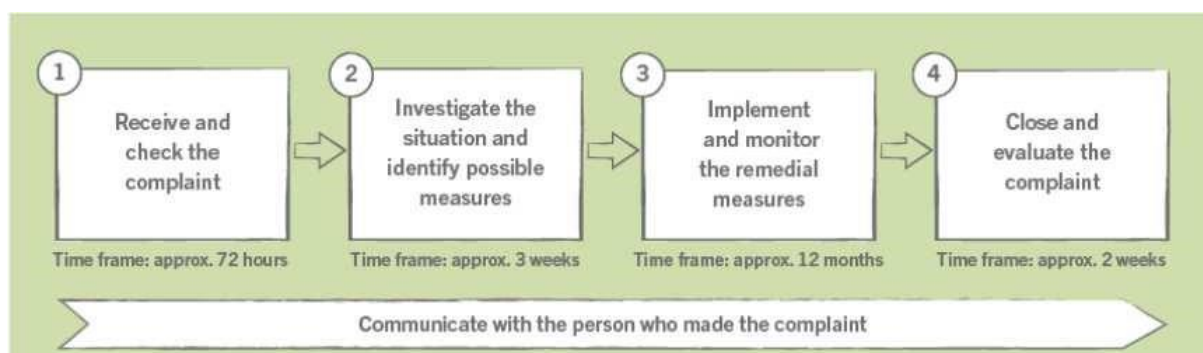 1
Receive and
check the
complaint
Time frame: approx. 72 hours
2
Investigate the
situation and
identify possible
measures
Time frame: approx. 3 weeks
3
Implement
and monitor
the remedial
measures
Time frame: approx. 12 months
4
Close and
evaluate the
complaint
Time frame: approx. 2 weeks
Communicate with the person who made the complaint